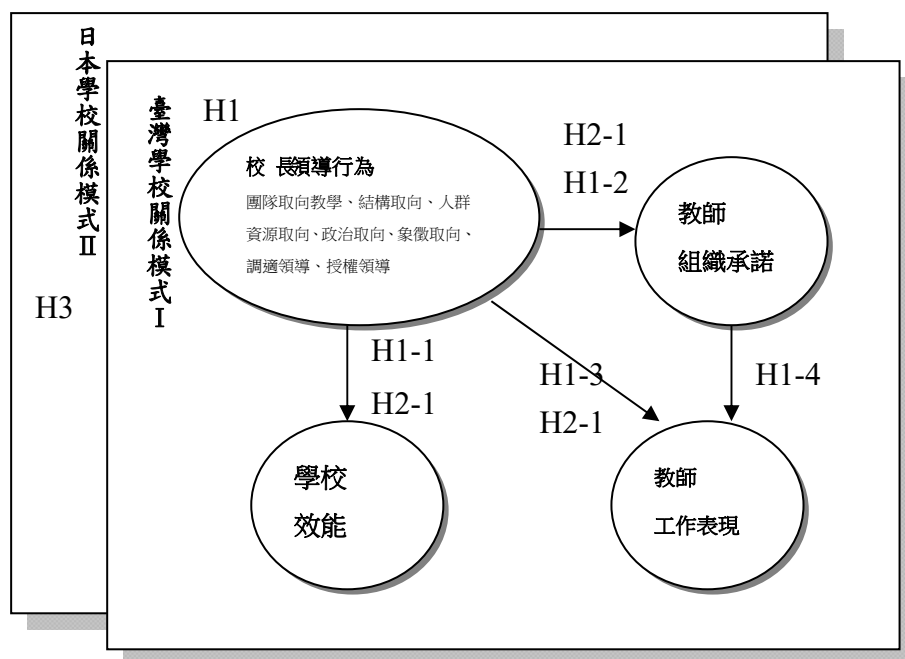 日本學校關係模式Ⅱ
H3
臺灣學校關係模式Ⅰ
H1
校 長領導行為
團隊取向教學、結構取向、人群
資源取向、政治取向、象徵取向、
調適領導、授權領導
H2-1
H1-2
教師
組織承諾
H1-1
H2-1
H1-3
H2-1
H1-4
學校
效能
教師
工作表現